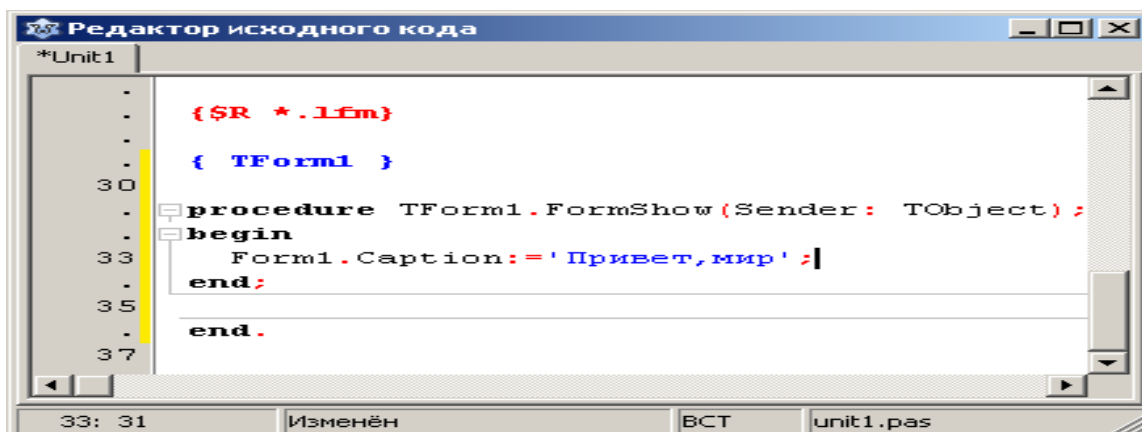 Редактор исходного кода
*Unit1
{$R *.lfm}
{ TForm1 }
30
procedure TForm1.FormShow(Sender: TObject);
begin
33 Form1.Caption:='Привет,мир';
end;
35
end.
37
33: 31 Изменён ВСТ unit1.pas